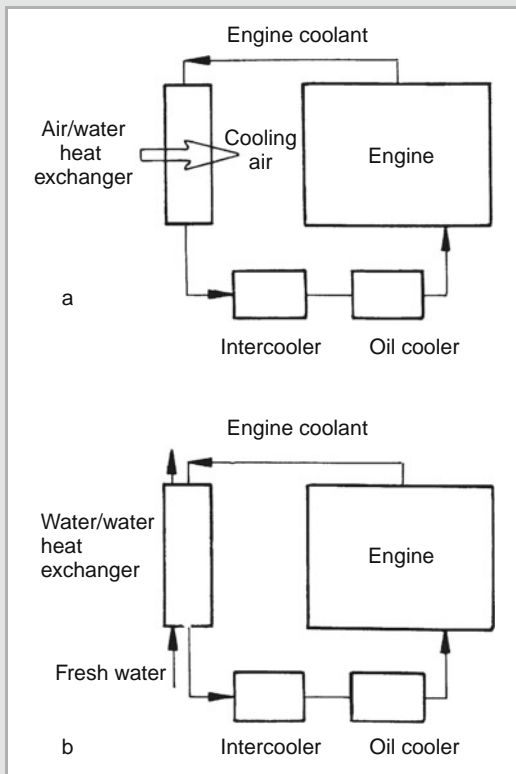 Engine coolant
Air/water
heat
exchanger
Cooling
air
Engine
a
Intercooler
Oil cooler
Engine coolant
Water/water
heat
exchanger
Engine
Fresh water
b
Intercooler
Oil cooler